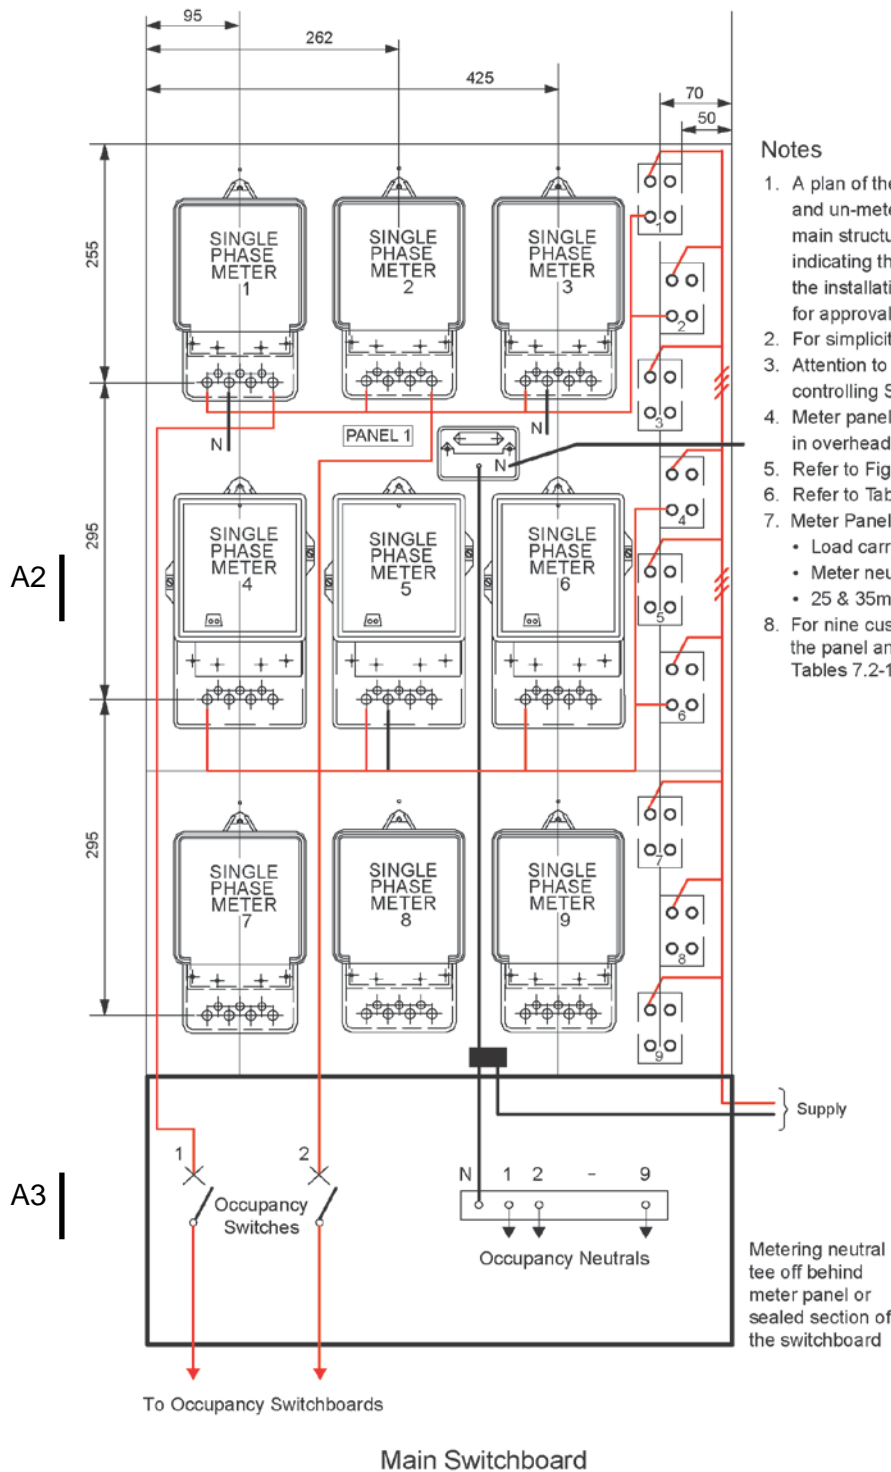 95
262
425
70
50
255
295
295
Notes
1. A plan of the
and un-mete
main structu
indicating th
the installati
for approval
2. For simplicit
3. Attention to
controlling S
4. Meter panel
in overhead
5. Refer to Fig
6. Refer to Tab
7. Meter Panel
• Load carr
• Meter neu
• 25 & 35m
8. For nine cus
the panel an
Tables 7.2-1
SINGLE
PHASE
METER
1
SINGLE
PHASE
METER
2
SINGLE
PHASE
METER
3
1
2
3
N
PANEL 1
N
N
A2
SINGLE
PHASE
METER
4
SINGLE
PHASE
METER
5
SINGLE
PHASE
METER
6
4
5
6
SINGLE
PHASE
METER
7
SINGLE
PHASE
METER
8
SINGLE
PHASE
METER
9
7
8
9
Supply
A3
1
2
Occupancy
Switches
N 1 2 - 9
Occupancy Neutrals
Metering neutral
tee off behind
meter panel or
sealed section of
the switchboard
To Occupancy Switchboards
Main Switchboard